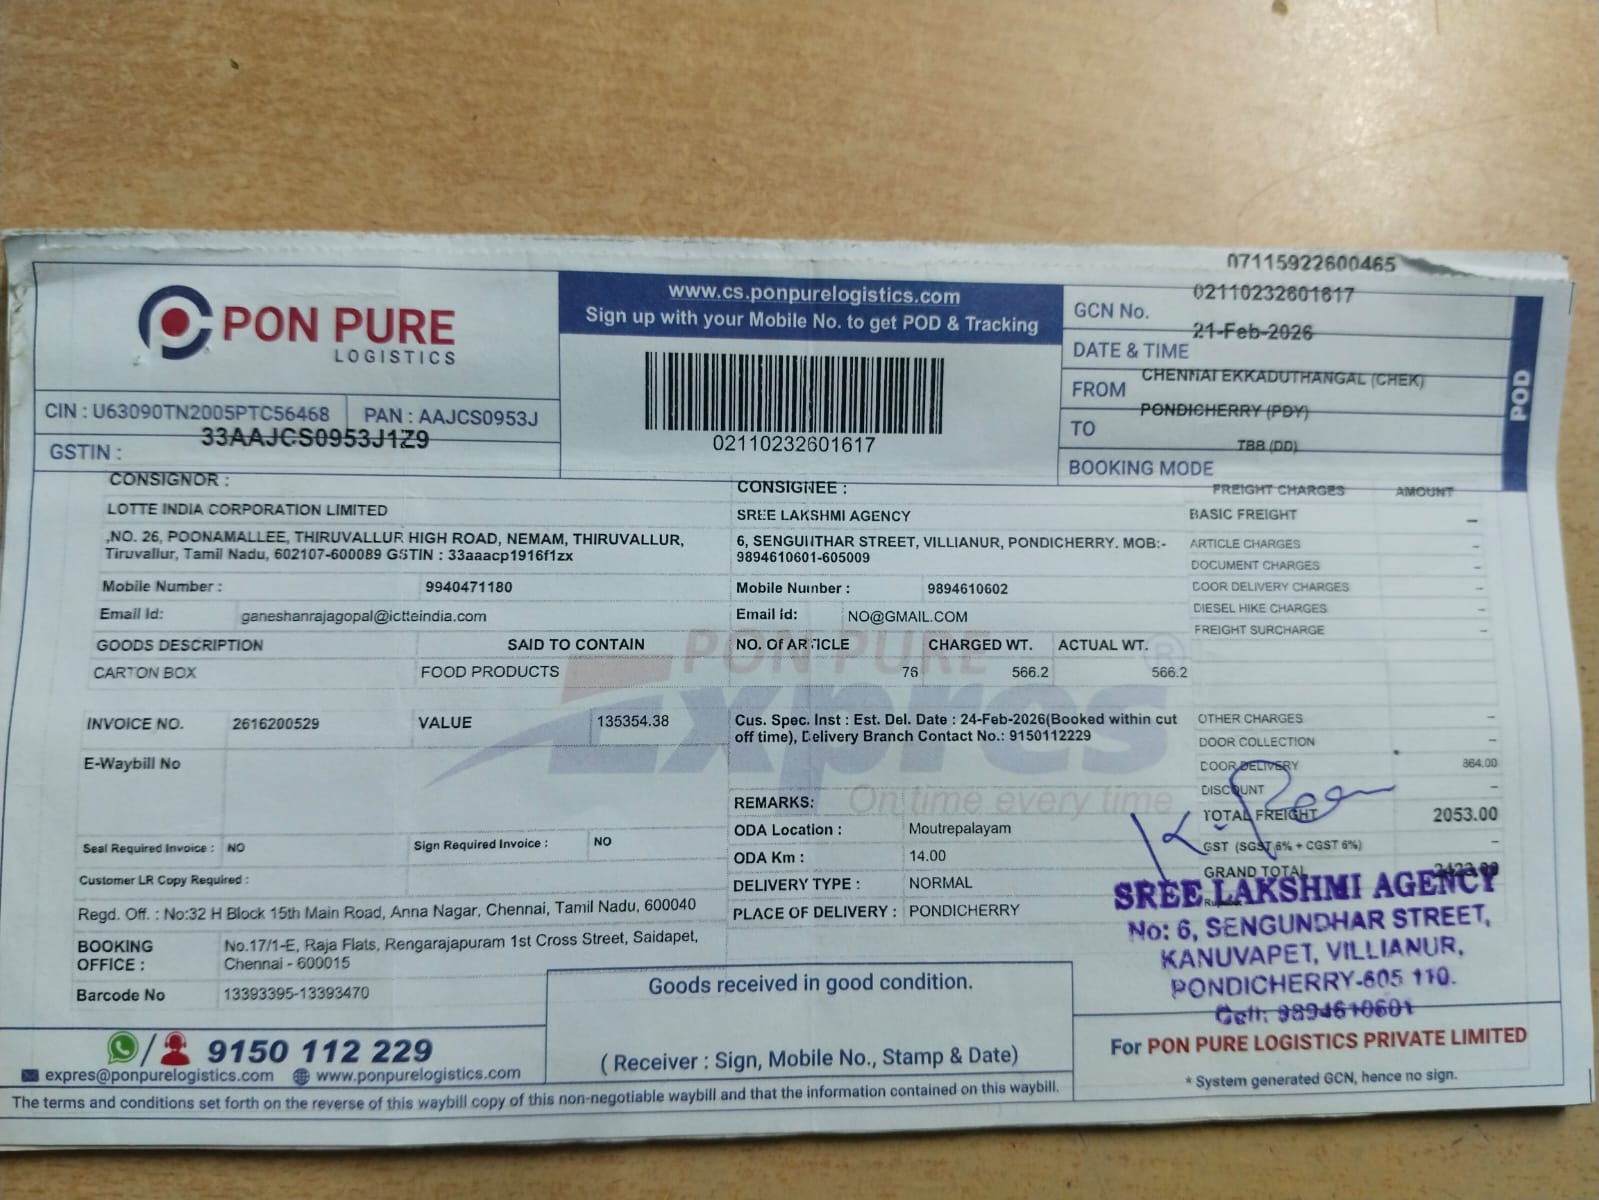 07115922600465
PON PURE
LOGISTICS
CIN : U63090TN2005PTC56468
PAN : AAJCS0953J
GSTIN : 33AAJCS0953J1Z9
www.cs.ponpurelogistics.com
Sign up with your Mobile No. to get POD & Tracking
02110232601617
GCN No. 02110232601617
DATE & TIME 21-Feb-2026
FROM CHENNAI EKKADUTHANGAL (CHEK)
TO PONDICHERRY (PDY)
BOOKING MODE TBB (DD)
POD
CONSIGNOR :
LOTTE INDIA CORPORATION LIMITED
,NO. 26, POONAMALLEE, THIRUVALLUR HIGH ROAD, NEMAM, THIRUVALLUR,
Tiruvallur, Tamil Nadu, 602107-600089 GSTIN : 33aaacp1916f1zx
Mobile Number : 9940471180
Email Id: ganeshanrajagopal@lotteindia.com
CONSIGNEE :
SREE LAKSHMI AGENCY
6, SENGUNTHAR STREET, VILLIANUR, PONDICHERRY. MOB:-
9894610601-605009
Mobile Number : 9894610602
Email Id: NO@GMAIL.COM
GOODS DESCRIPTION SAID TO CONTAIN NO. Of ARTICLE CHARGED WT. ACTUAL WT.
CARTON BOX FOOD PRODUCTS 76 566.2 566.2
INVOICE NO. 2616200529 VALUE 135354.38
E-Waybill No
Seal Required Invoice : NO Sign Required Invoice : NO
Customer LR Copy Required :
Regd. Off. : No:32 H Block 15th Main Road, Anna Nagar, Chennai, Tamil Nadu, 600040
BOOKING OFFICE : No.17/1-E, Raja Flats, Rengarajapuram 1st Cross Street, Saidapet,
Chennai - 600015
Barcode No 13393395-13393470
PON PURE
Expres
On time every time
Cus. Spec. Inst : Est. Del. Date : 24-Feb-2026(Booked within cut
off time), Delivery Branch Contact No.: 9150112229
REMARKS:
ODA Location : Moutrepalayam
ODA Km : 14.00
DELIVERY TYPE : NORMAL
PLACE OF DELIVERY : PONDICHERRY
FREIGHT CHARGES AMOUNT
BASIC FREIGHT –
ARTICLE CHARGES –
DOCUMENT CHARGES –
DOOR DELIVERY CHARGES –
DIESEL HIKE CHARGES –
FREIGHT SURCHARGE –
OTHER CHARGES –
DOOR COLLECTION –
DOOR DELIVERY 864.00
DISCOUNT –
TOTAL FREIGHT 2053.00
GST (SGST 6% + CGST 6%) –
GRAND TOTAL
SREE LAKSHMI AGENCY
No: 6, SENGUNDHAR STREET,
KANUVAPET, VILLIANUR,
PONDICHERRY-605 110.
Cell: 9894610601
Goods received in good condition.
( Receiver : Sign, Mobile No., Stamp & Date)
For PON PURE LOGISTICS PRIVATE LIMITED
* System generated GCN, hence no sign.
9150 112 229
expres@ponpurelogistics.com www.ponpurelogistics.com
The terms and conditions set forth on the reverse of this waybill copy of this non-negotiable waybill and that the information contained on this waybill.